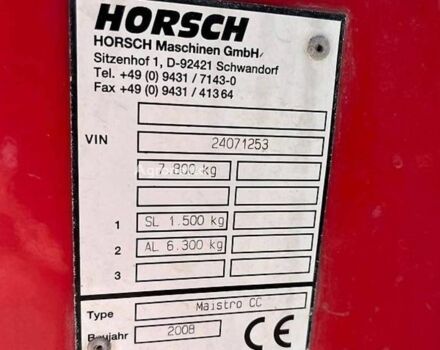 HORSCH
HORSCH Maschinen GmbH
Sitzenhof 1, D-92421 Schwandorf
Tel. +49 (0) 9431 / 7143-0
Fax +49 (0) 9431 / 41364
VIN 24071253
7.800 kg
1 SL 1.500 kg
2 AL 6.300 kg
3
Type Maistro CC
Baujahr 2008 CE